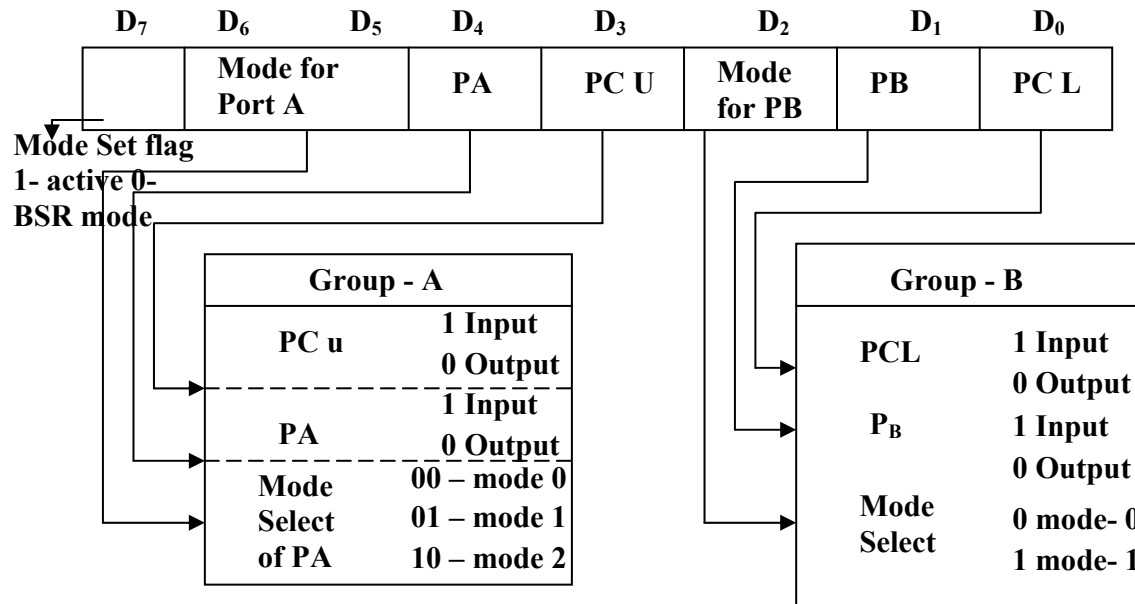 D7 D6 D5 D4 D3 D2 D1 D0
Mode for
Port A
PA
PC U
Mode
for PB
PB
PC L
Mode Set flag
1- active 0-
BSR mode
Group - A
PC u
1 Input
0 Output
PA
1 Input
0 Output
Mode
Select
of PA
00 – mode 0
01 – mode 1
10 – mode 2
Group - B
PCL
1 Input
0 Output
PB
1 Input
0 Output
Mode
Select
0 mode- 0
1 mode- 1